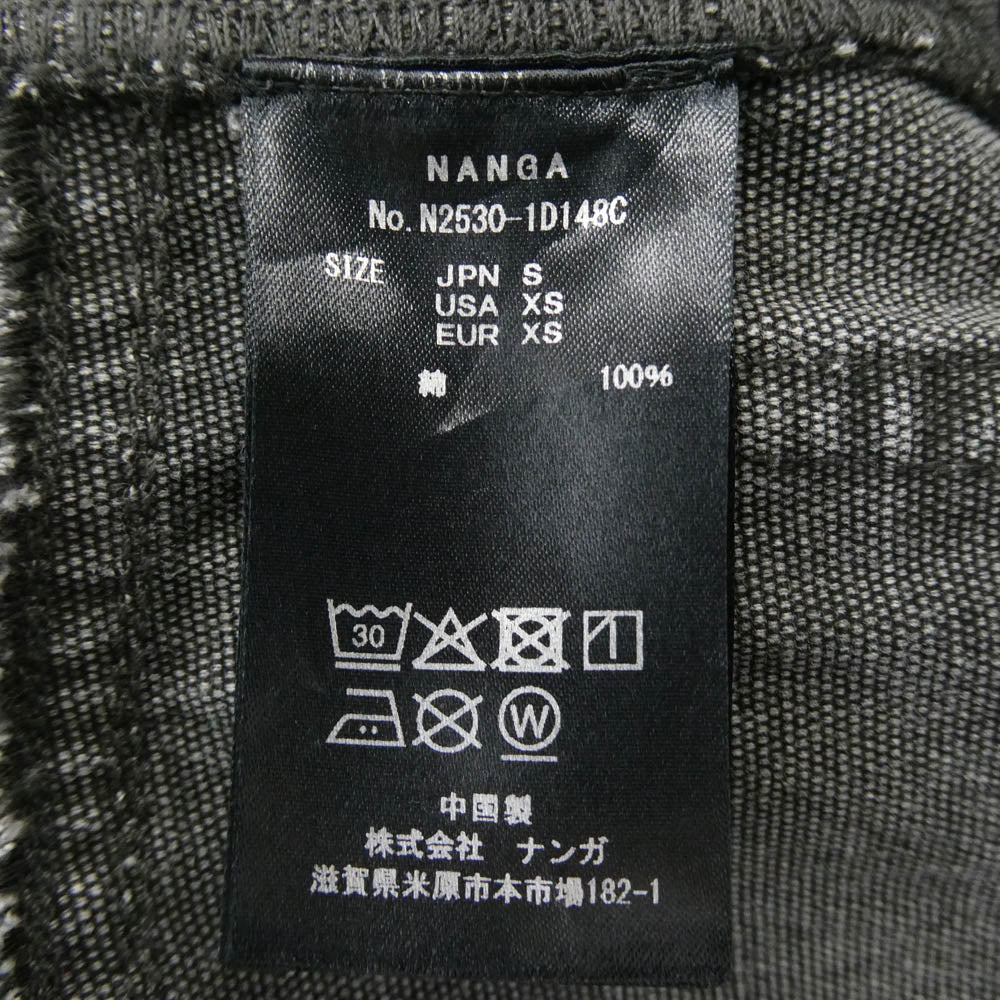 NANGA
No.N2530-1D148C
SIZE JPN S
USA XS
EUR XS
綿 100%
30
W
中国製
株式会社 ナンガ
滋賀県米原市本市場182-1